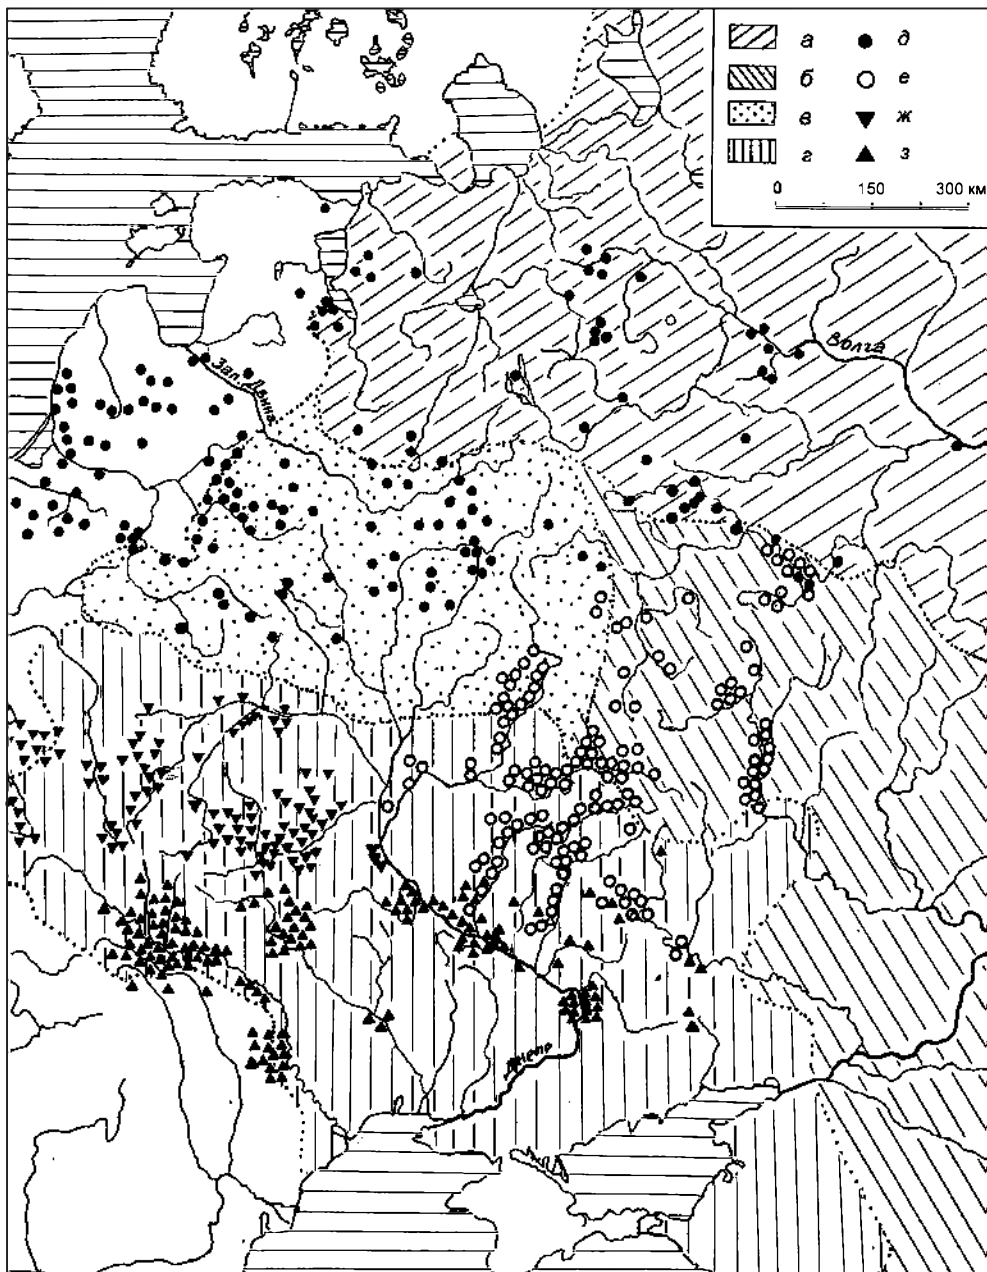 а д
б е
в ж
г з
0 150 300 км
Волга
Зап. Двина
Днепр